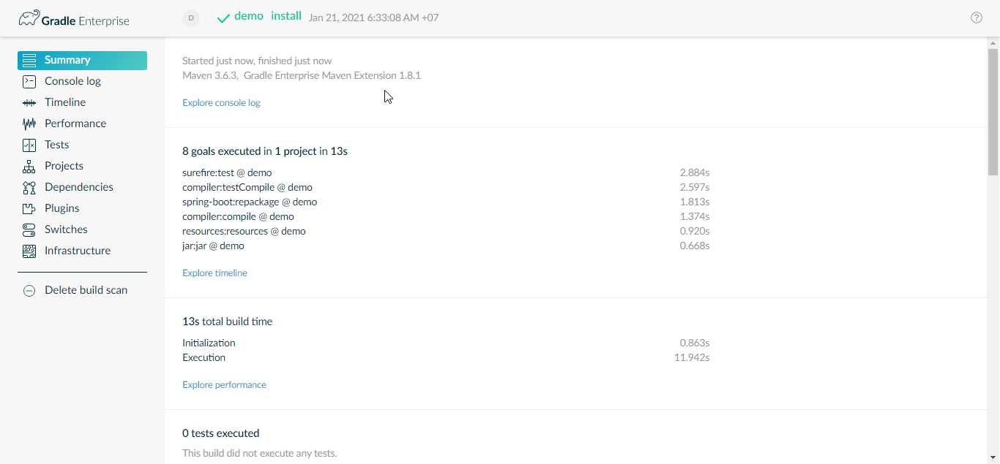 Gradle Enterprise
D
demo install Jan 21, 2021 6:33:08 AM +07
?
Summary
Console log
Timeline
Performance
Tests
Projects
Dependencies
Plugins
Switches
Infrastructure
Delete build scan
Started just now, finished just now
Maven 3.6.3, Gradle Enterprise Maven Extension 1.8.1
Explore console log
8 goals executed in 1 project in 13s
surefire:test @ demo 2.884s
compiler:testCompile @ demo 2.597s
spring-boot:repackage @ demo 1.813s
compiler:compile @ demo 1.374s
resources:resources @ demo 0.920s
jar:jar @ demo 0.668s
Explore timeline
13s total build time
Initialization 0.863s
Execution 11.942s
Explore performance
0 tests executed
This build did not execute any tests.